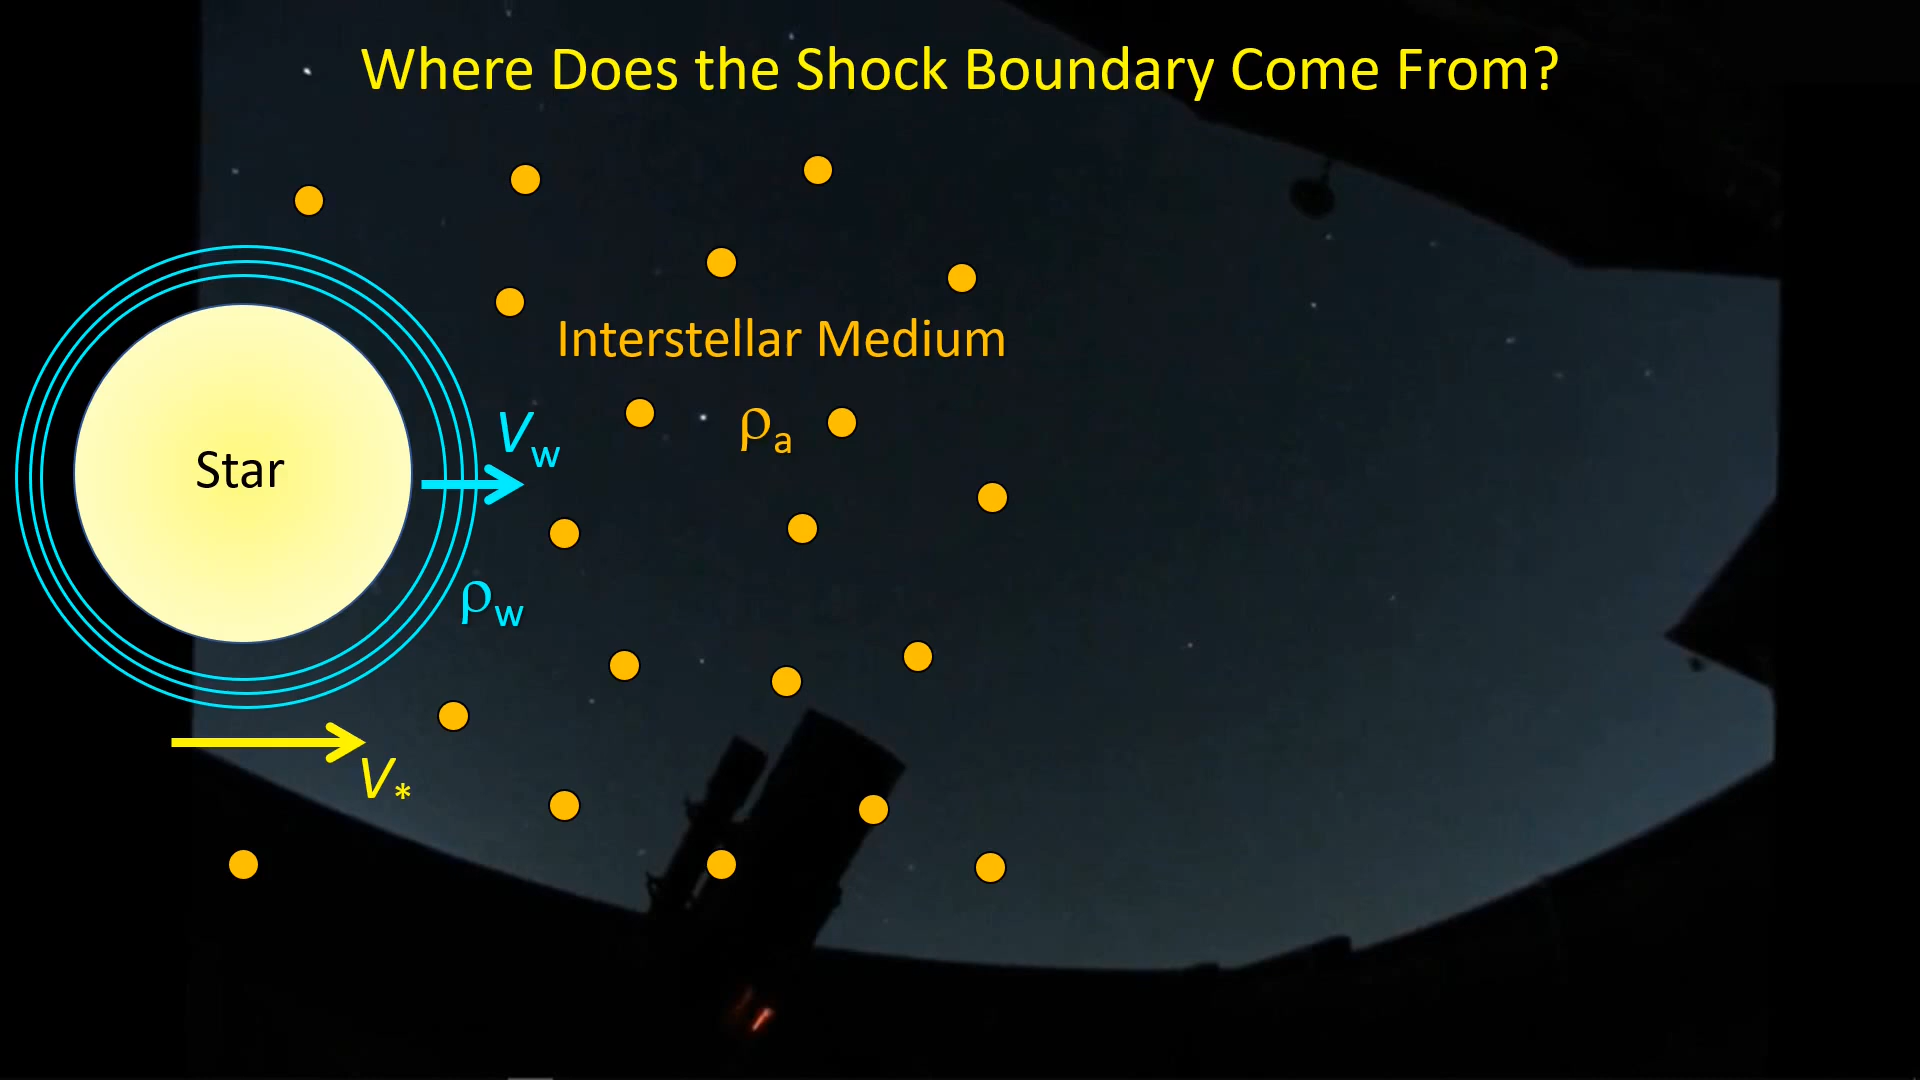 Where Does the Shock Boundary Come From?
Interstellar Medium
ρa
Star
Vw
ρw
V*